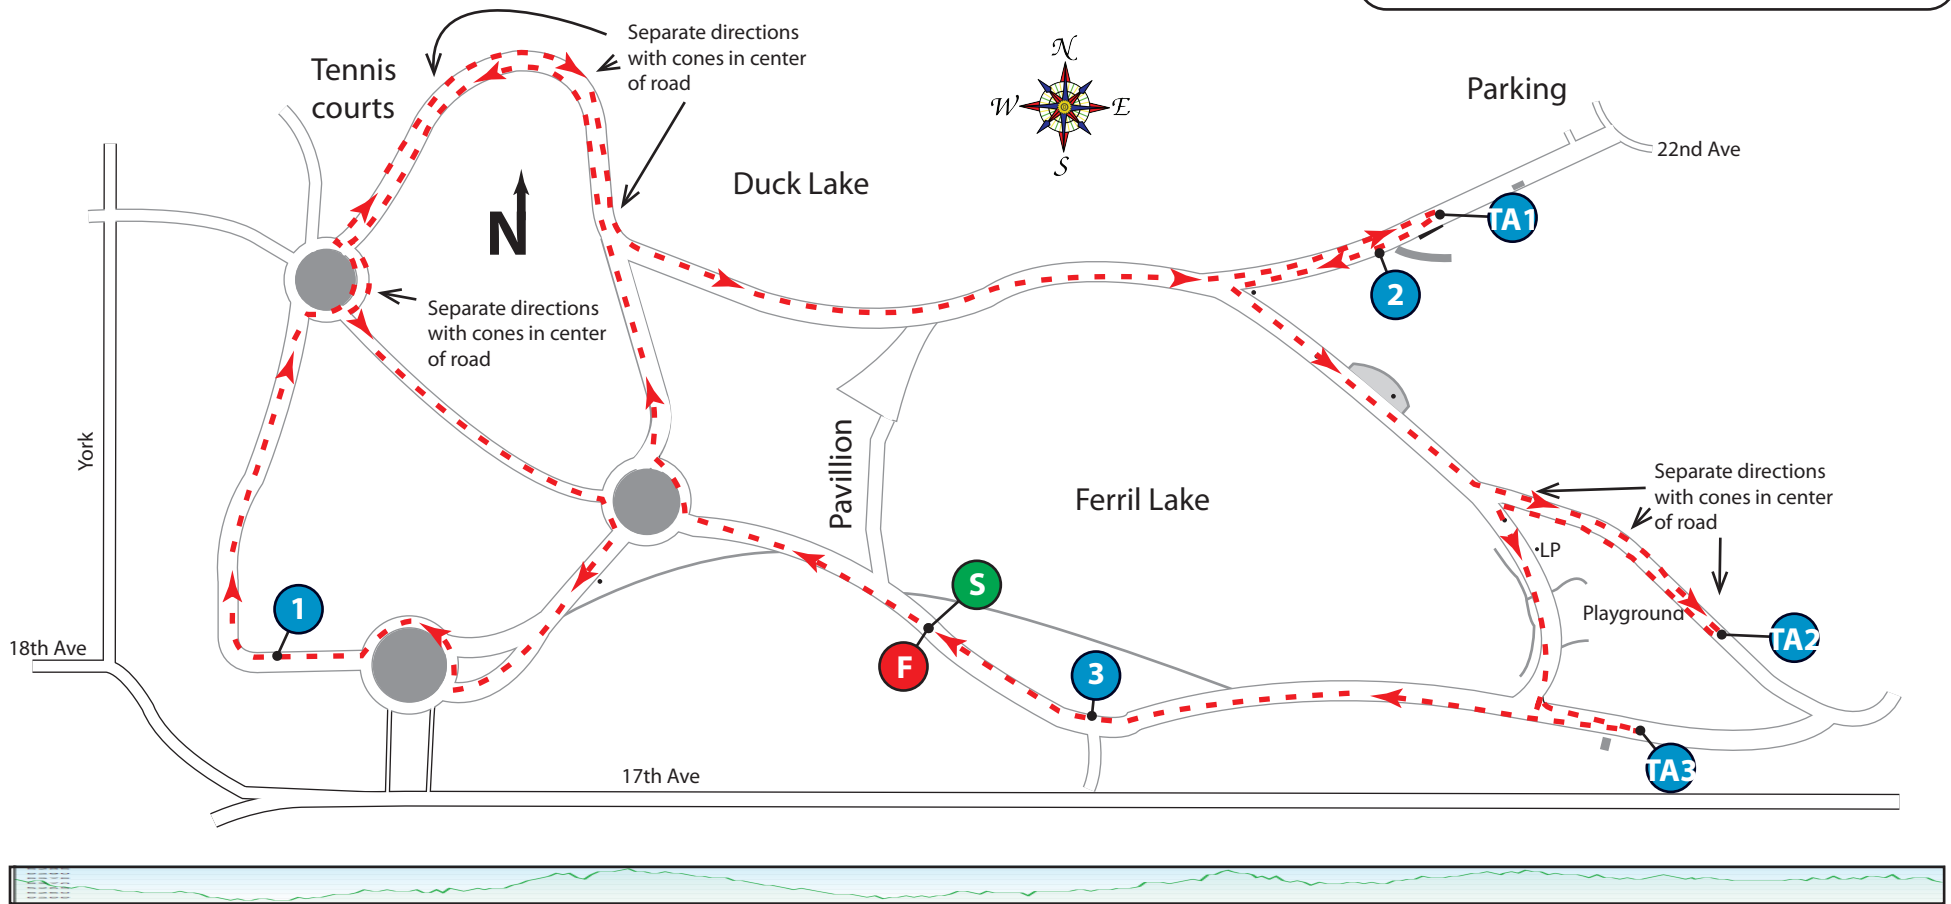 Separate directions
with cones in center
of road
Tennis
courts
N
W
E
S
Parking
22nd Ave
Duck Lake
N
TA1
2
Separate directions
with cones in center
of road
York
Pavillion
Ferril Lake
Separate directions
with cones in center
of road
LP
S
1
Playground
TA2
18th Ave
F
3
TA3
17th Ave